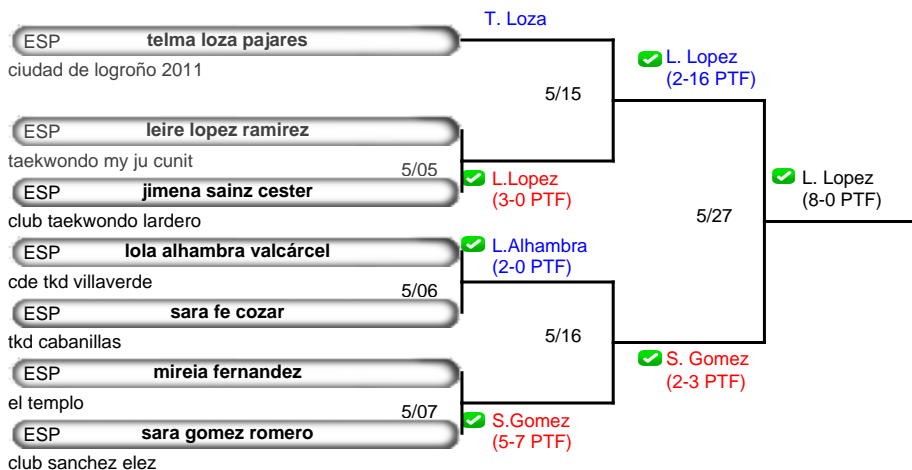 T. Loza
ESP telma loza pajares
ciudad de logroño 2011
L. Lopez
(2-16 PTF)
5/15
ESP leire lopez ramirez
taekwondo my ju cunit
5/05
L.Lopez
(3-0 PTF)
ESP jimena sainz cester
club taekwondo lardero
L. Lopez
(8-0 PTF)
5/27
ESP lola alhambra valcárcel
L.Alhambra
(2-0 PTF)
cde tkd villaverde
5/06
ESP sara fe cozar
tkd cabanillas
5/16
S. Gomez
(2-3 PTF)
ESP mireia fernandez
el templo
5/07
S.Gomez
(5-7 PTF)
ESP sara gomez romero
club sanchez elez